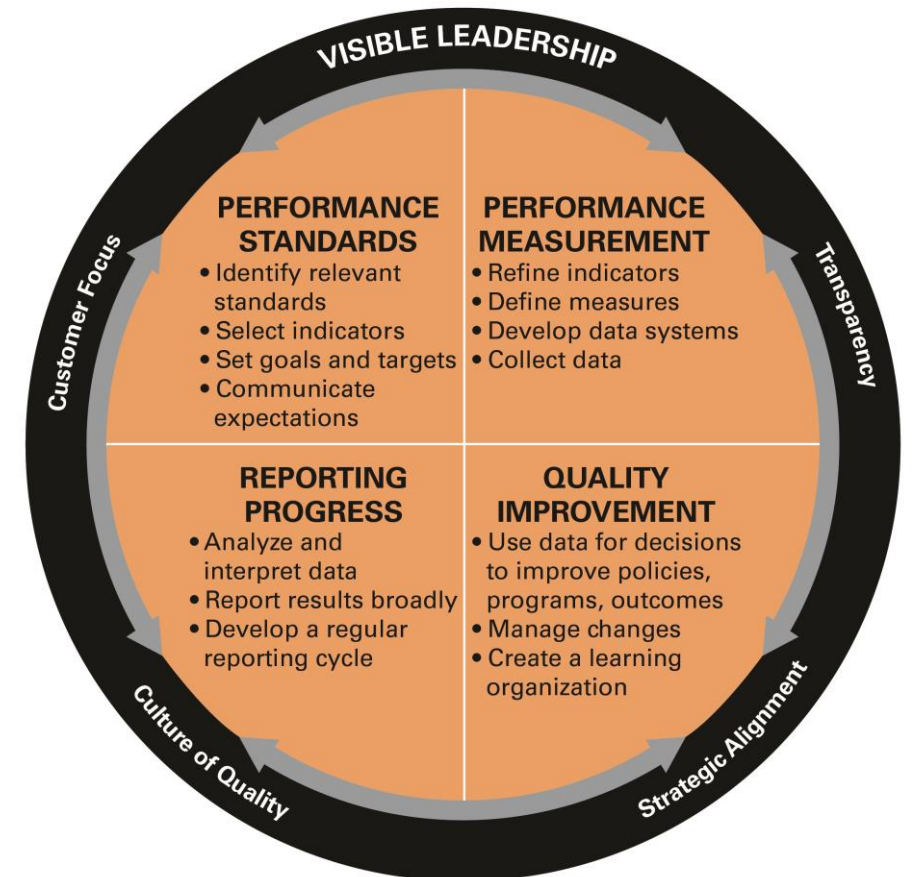 VISIBLE LEADERSHIP
Customer Focus
Transparency
PERFORMANCE
STANDARDS
• Identify relevant
standards
• Select indicators
• Set goals and targets
• Communicate
expectations
PERFORMANCE
MEASUREMENT
• Refine indicators
• Define measures
• Develop data systems
• Collect data
REPORTING
PROGRESS
• Analyze and
interpret data
• Report results broadly
• Develop a regular
reporting cycle
QUALITY
IMPROVEMENT
• Use data for decisions
to improve policies,
programs, outcomes
• Manage changes
• Create a learning
organization
Culture of Quality
Strategic Alignment